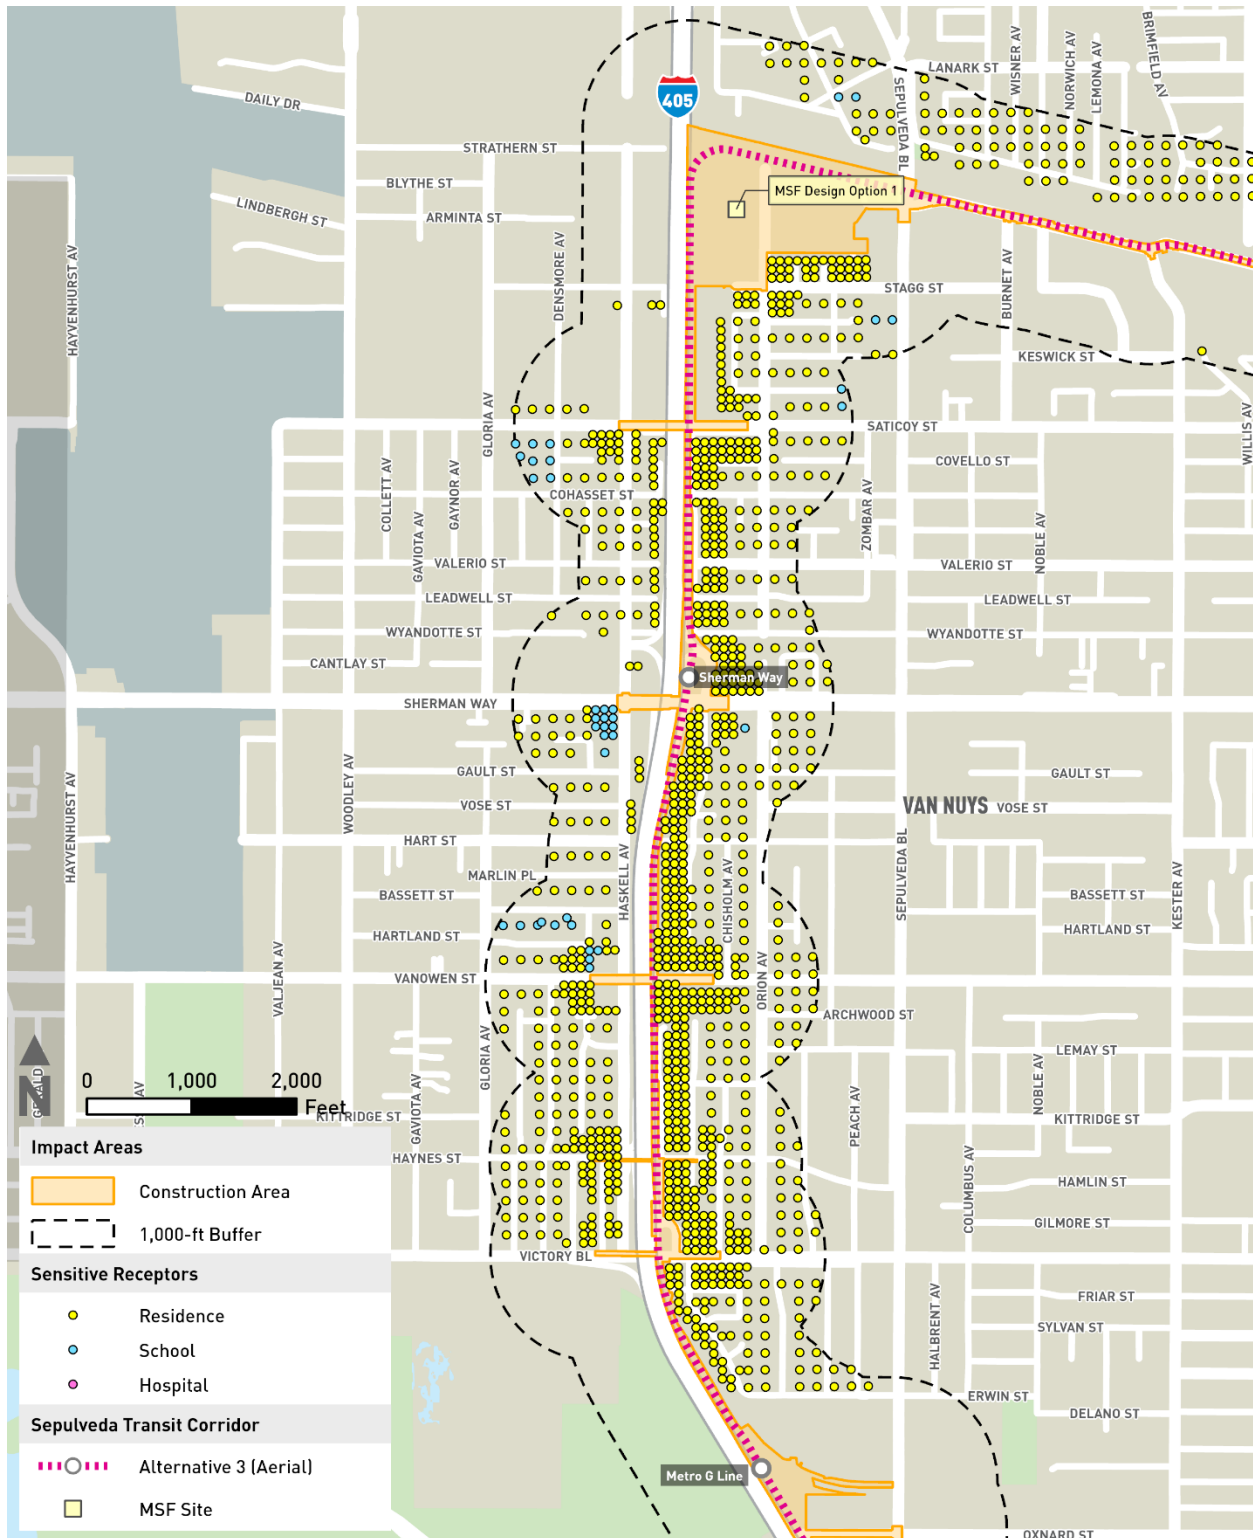 LANARK ST
WISNER AV
NORWICH AV
LEMONA AV
BRIMFIELD AV
DAILY DR
405
SEPULVEDA BL
STRATHERN ST
BLYTHE ST
MSF Design Option 1
LINDBERGH ST
ARMINTA ST
HAYVENHURST AV
DENSMORE AV
BURNET AV
STAGG ST
KESWICK ST
GLORIA AV
WILLIS AV
SATICOY ST
COLLETT AV
GAYNOR AV
COVELLO ST
COHASSET ST
GAVIOTA AV
ZOMBAR AV
NOBLE AV
VALERIO ST
VALERIO ST
LEADWELL ST
LEADWELL ST
WYANDOTTE ST
WYANDOTTE ST
CANTLAY ST
Sherman Way
SHERMAN WAY
GAULT ST
GAULT ST
HAYVENHURST AV
WOODLEY AV
VOSE ST
VAN NUYS
VOSE ST
HART ST
SEPULVEDA BL
HASKELL AV
CHISHOLM AV
KESTER AV
MARLIN PL
BASSETT ST
BASSETT ST
HARTLAND ST
HARTLAND ST
VALJEAN AV
VANOWEN ST
ORION AV
ARCHWOOD ST
GLORIA AV
LEMAY ST
N
0 1,000 2,000
Feet
GAVIOTA AV
PEACH AV
NOBLE AV
KITTRIDGE ST
KITTRIDGE ST
Impact Areas
HAYNES ST
Construction Area
COLUMBUS AV
HAMLIN ST
1,000-ft Buffer
GILMORE ST
VICTORY BL
Sensitive Receptors
HALBRENT AV
FRIAR ST
Residence
SYLVAN ST
School
Hospital
ERWIN ST
DELANO ST
Sepulveda Transit Corridor
Alternative 3 (Aerial)
Metro G Line
MSF Site
OXNARD ST